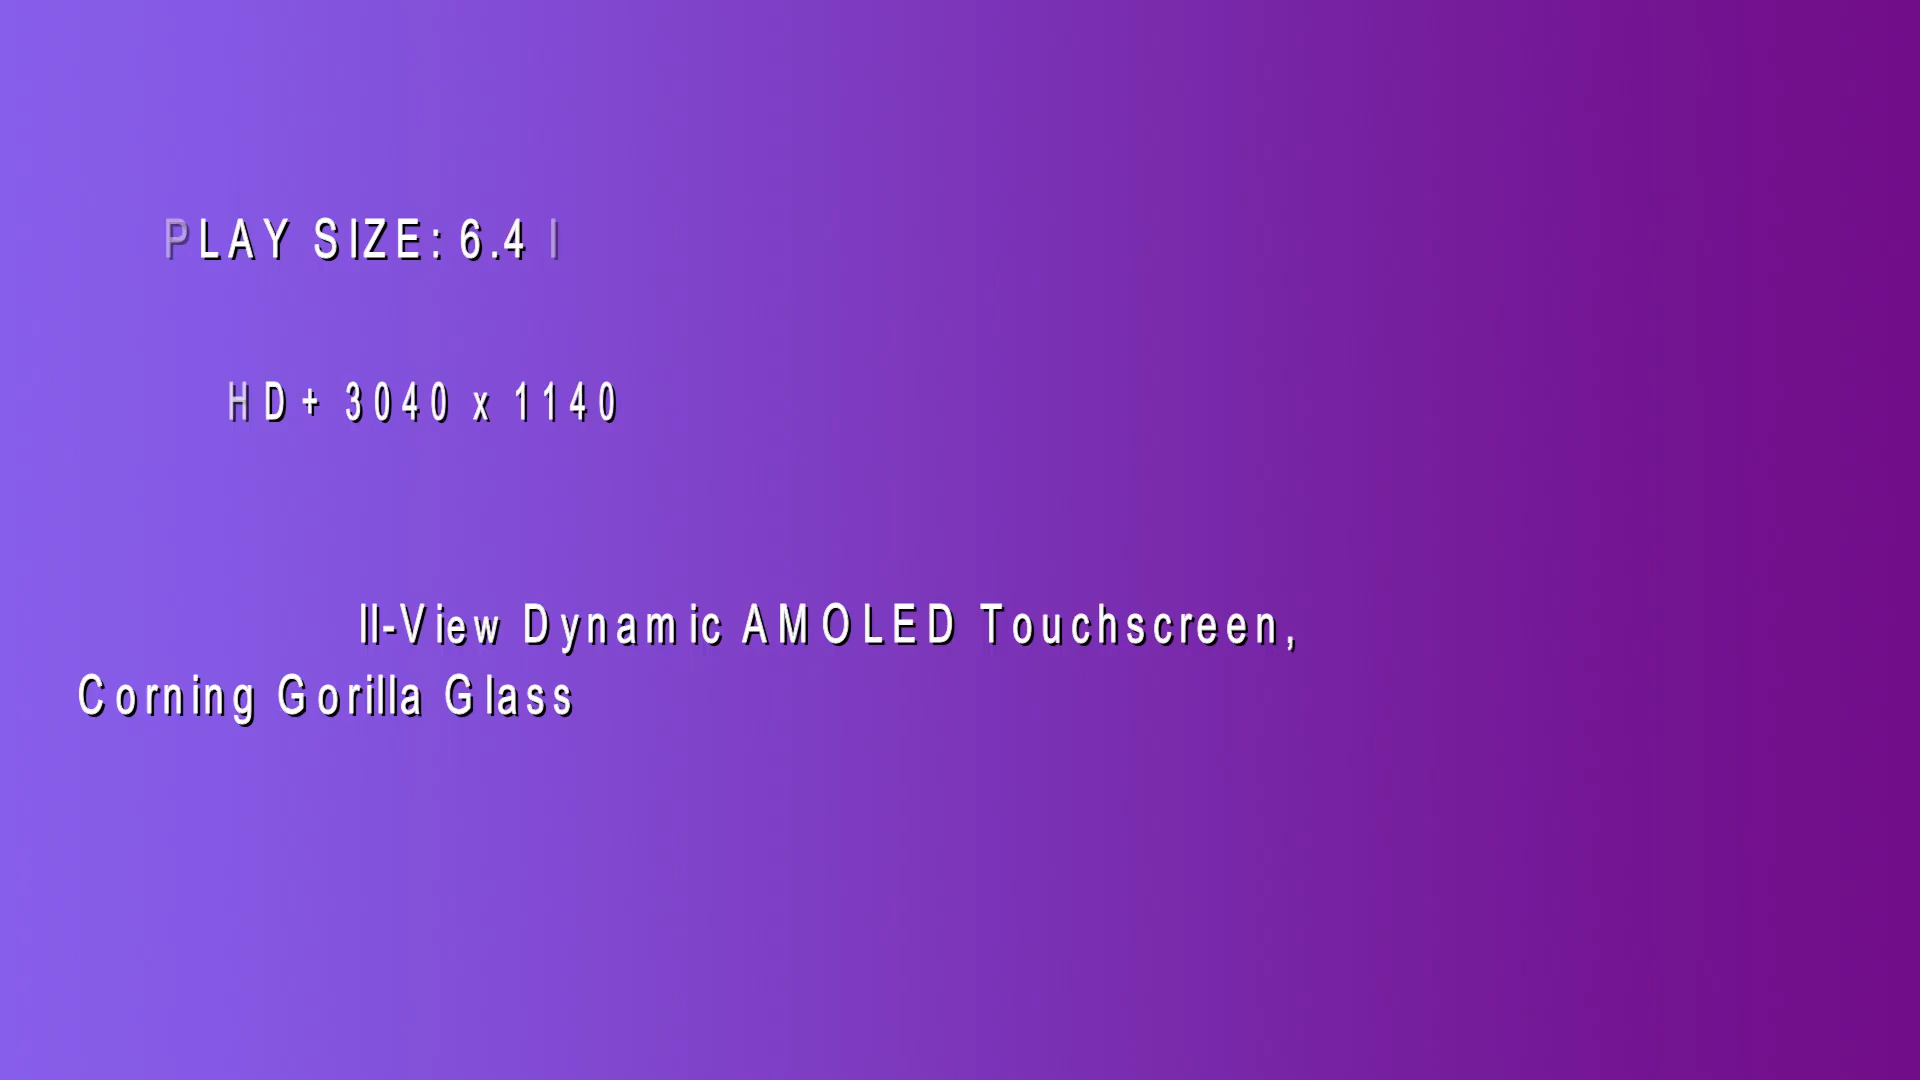 PLAY SIZE: 6.4 I
HD+ 3040 x 1140
ll-View Dynamic AMOLED Touchscreen,
Corning Gorilla Glass